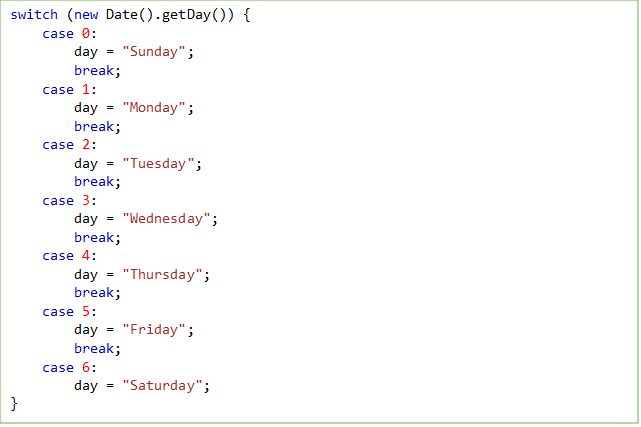 switch (new Date().getDay()) {
    case 0:
        day = "Sunday";
        break;
    case 1:
        day = "Monday";
        break;
    case 2:
        day = "Tuesday";
        break;
    case 3:
        day = "Wednesday";
        break;
    case 4:
        day = "Thursday";
        break;
    case 5:
        day = "Friday";
        break;
    case 6:
        day = "Saturday";
}